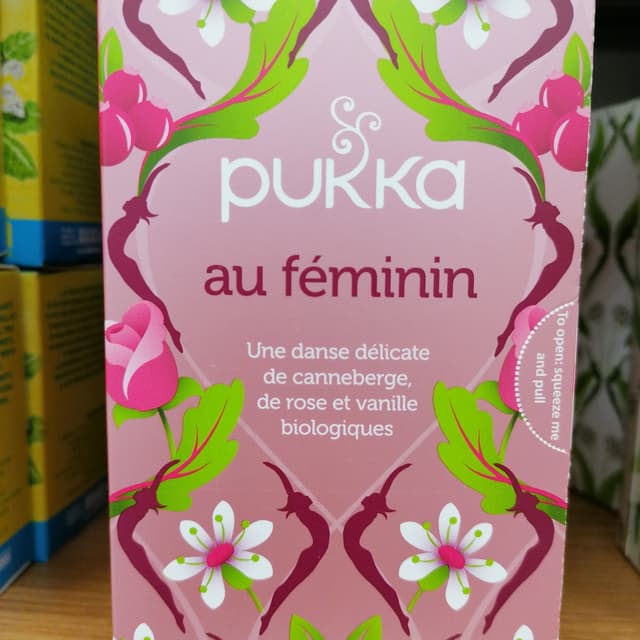 pukka
au féminin
Une danse délicate
de canneberge,
de rose et vanille
biologiques
To open: squeeze me
and pull